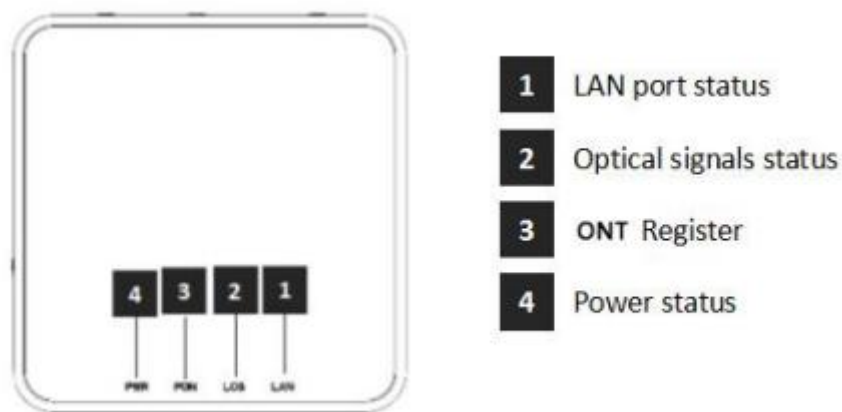 4 3 2 1
PWR PON LOS LAN
1 LAN port status
2 Optical signals status
3 ONT Register
4 Power status